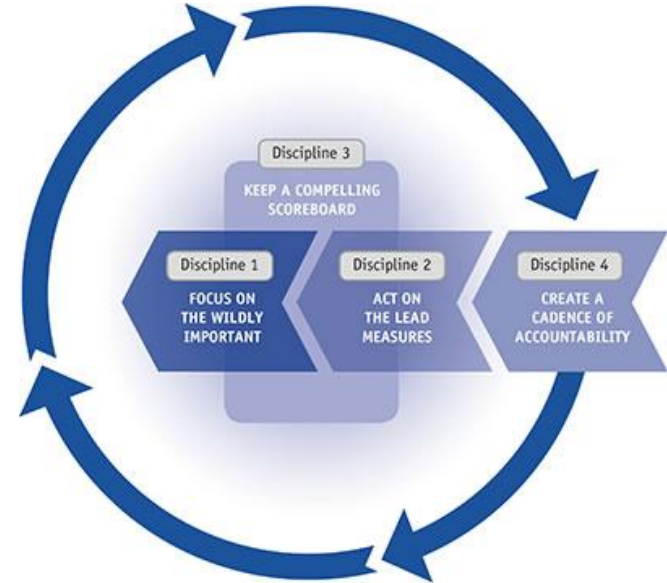 Discipline 3
KEEP A COMPELLING
SCOREBOARD
Discipline 1
FOCUS ON
THE WILDLY
IMPORTANT
Discipline 2
ACT ON
THE LEAD
MEASURES
Discipline 4
CREATE A
CADENCE OF
ACCOUNTABILITY